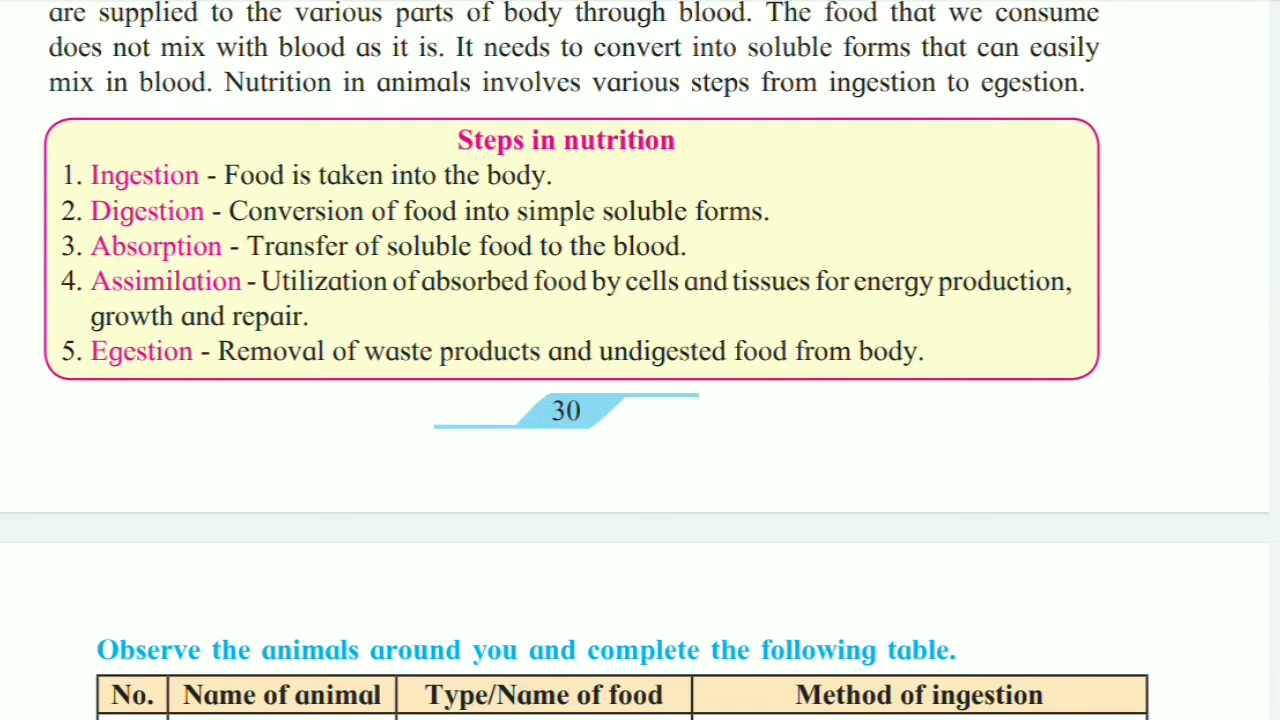 are supplied to the various parts of body through blood. The food that we consume
does not mix with blood as it is. It needs to convert into soluble forms that can easily
mix in blood. Nutrition in animals involves various steps from ingestion to egestion.
Steps in nutrition
1. Ingestion - Food is taken into the body.
2. Digestion - Conversion of food into simple soluble forms.
3. Absorption - Transfer of soluble food to the blood.
4. Assimilation - Utilization of absorbed food by cells and tissues for energy production,
growth and repair.
5. Egestion - Removal of waste products and undigested food from body.
30
Observe the animals around you and complete the following table.
No. Name of animal Type/Name of food Method of ingestion